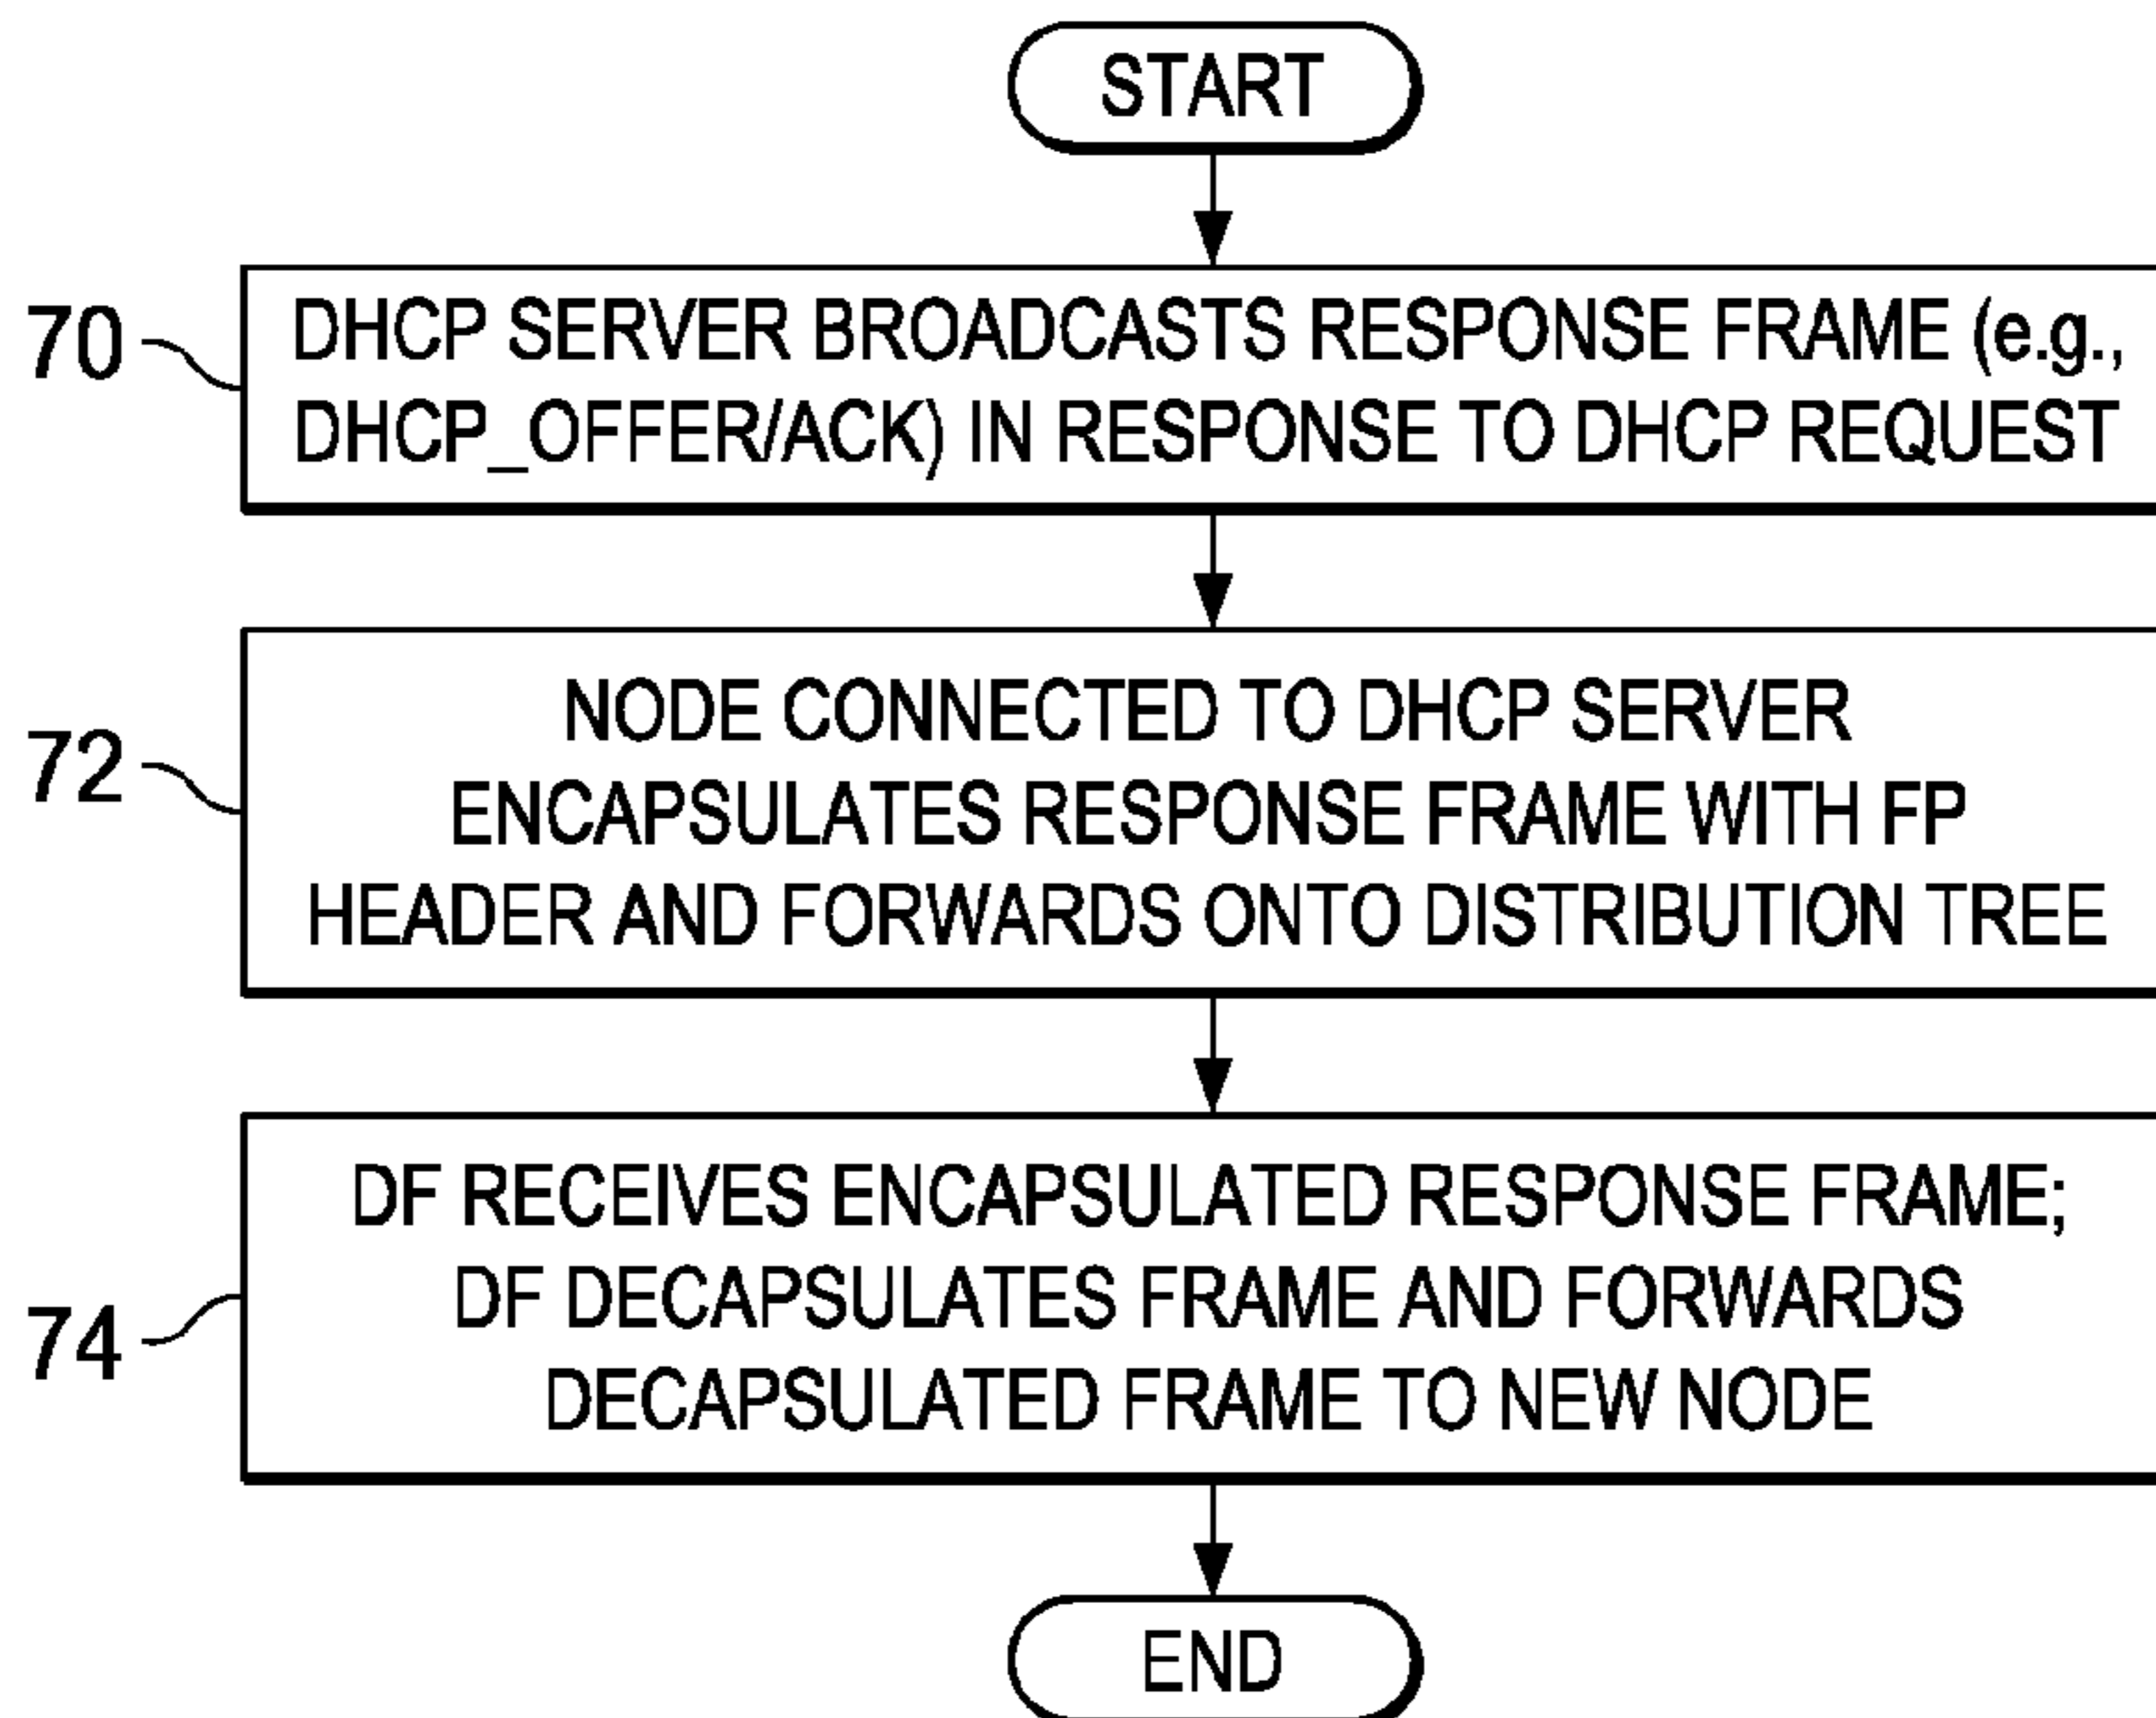 START
70
DHCP SERVER BROADCASTS RESPONSE FRAME (e.g.,
DHCP_OFFER/ACK) IN RESPONSE TO DHCP REQUEST
72
NODE CONNECTED TO DHCP SERVER
ENCAPSULATES RESPONSE FRAME WITH FP
HEADER AND FORWARDS ONTO DISTRIBUTION TREE
74
DF RECEIVES ENCAPSULATED RESPONSE FRAME;
DF DECAPSULATES FRAME AND FORWARDS
DECAPSULATED FRAME TO NEW NODE
END